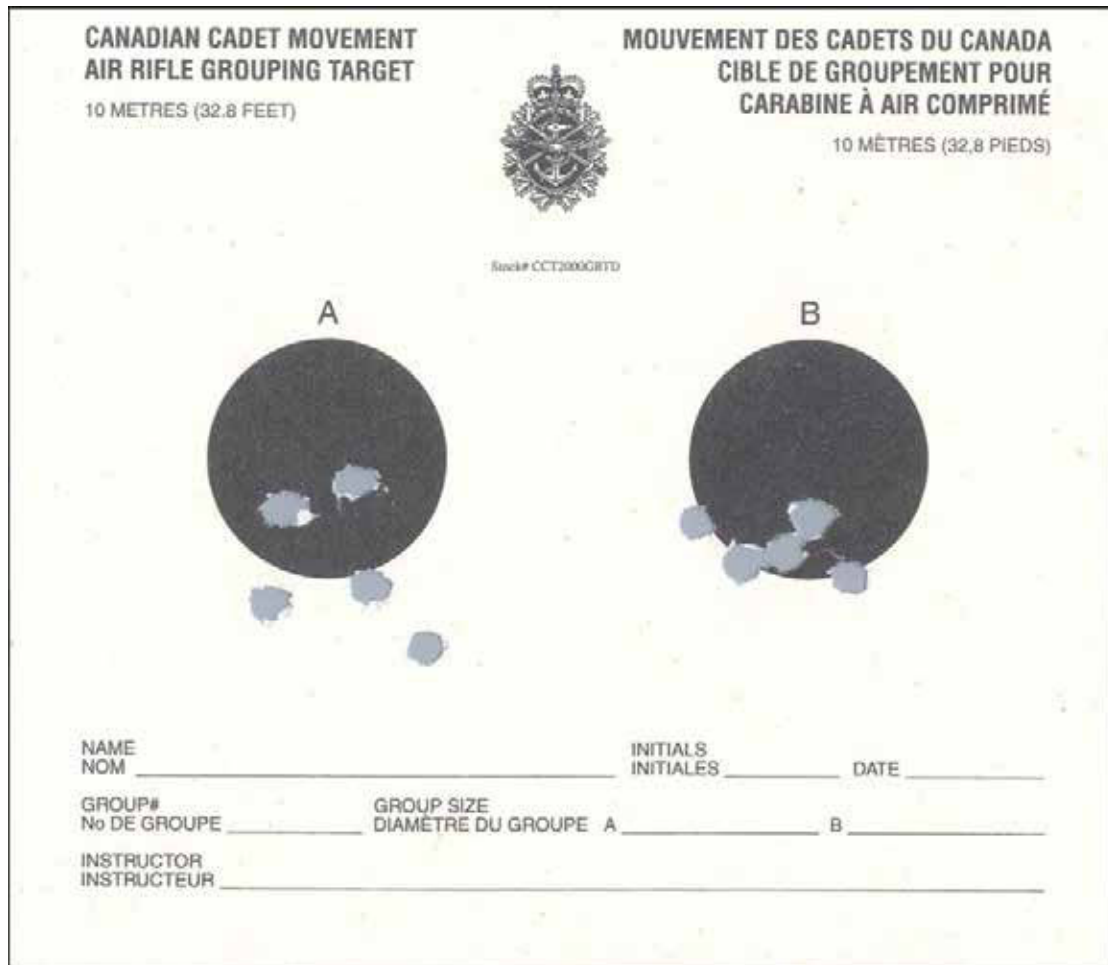 CANADIAN CADET MOVEMENT
AIR RIFLE GROUPING TARGET
10 METRES (32.8 FEET)
MOUVEMENT DES CADETS DU CANADA
CIBLE DE GROUPEMENT POUR
CARABINE À AIR COMPRIMÉ
10 MÈTRES (32,8 PIEDS)
Stock# CCT2000GRTD
A
B
NAME
NOM
INITIALS
INITIALES
DATE
GROUP#
No DE GROUPE
GROUP SIZE
DIAMÈTRE DU GROUPE A
B
INSTRUCTOR
INSTRUCTEUR